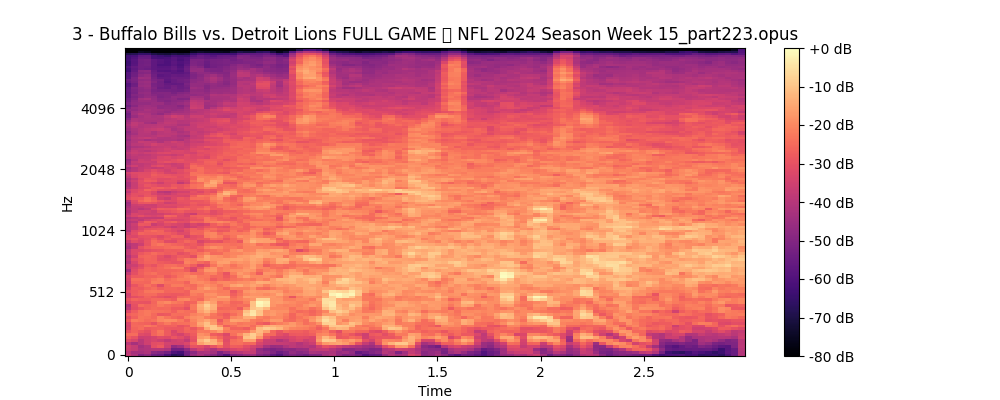 3 - Buffalo Bills vs. Detroit Lions FULL GAME ▯ NFL 2024 Season Week 15_part223.opus
+0 dB
-10 dB
-20 dB
-30 dB
-40 dB
-50 dB
-60 dB
-70 dB
-80 dB
4096
2048
1024
512
0
Hz
0
0.5
1
1.5
2
2.5
Time